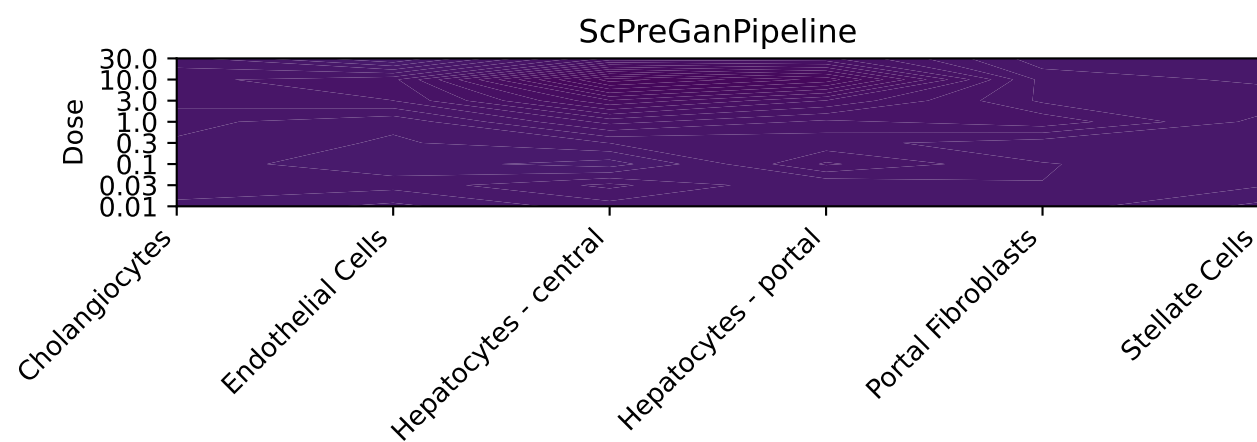 ScPreGanPipeline
Dose
30.0
10.0
3.0
1.0
0.3
0.1
0.03
0.01
Cholangiocytes
Endothelial Cells
Hepatocytes - central
Hepatocytes - portal
Portal Fibroblasts
Stellate Cells